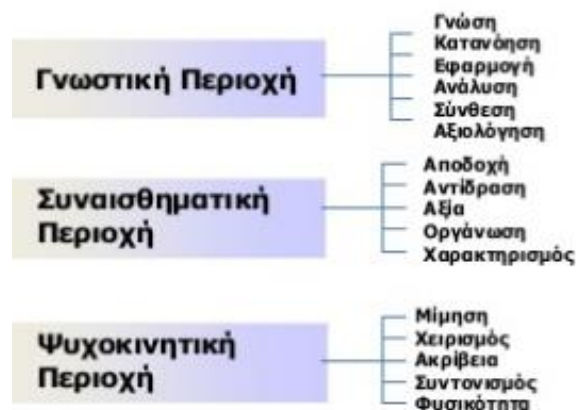 Γνωστική Περιοχή
Γνώση
Κατανόηση
Εφαρμογή
Ανάλυση
Σύνθεση
Αξιολόγηση
Συναισθηματική
Περιοχή
Αποδοχή
Αντίδραση
Αξία
Οργάνωση
Χαρακτηρισμός
Ψυχοκινητική
Περιοχή
Μίμηση
Χειρισμός
Ακρίβεια
Συντονισμός
Φυσικότητα